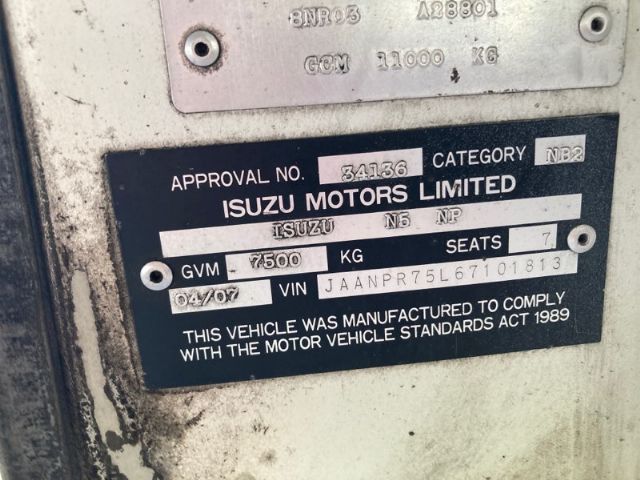 8NR03 A28801
GCM 11000 KG
APPROVAL NO. 34136 CATEGORY NB2
ISUZU MOTORS LIMITED
ISUZU N5 NP
GVM 7500 KG SEATS 7
04/07 VIN JAANPR75L67101813
THIS VEHICLE WAS MANUFACTURED TO COMPLY
WITH THE MOTOR VEHICLE STANDARDS ACT 1989